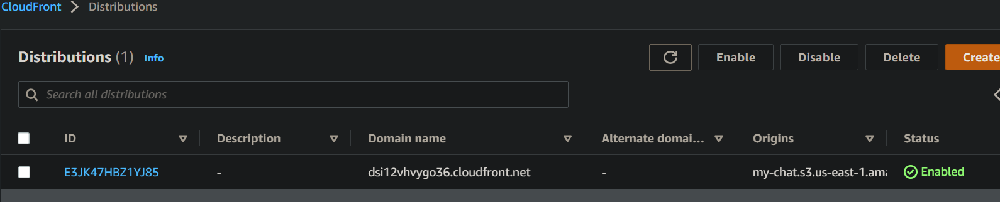 CloudFront > Distributions
Distributions (1) Info
Enable Disable Delete Create
Search all distributions
ID Description Domain name Alternate domai... Origins Status
E3JK47HBZ1YJ85 - dsi12vhvygo36.cloudfront.net - my-chat.s3.us-east-1.ama Enabled